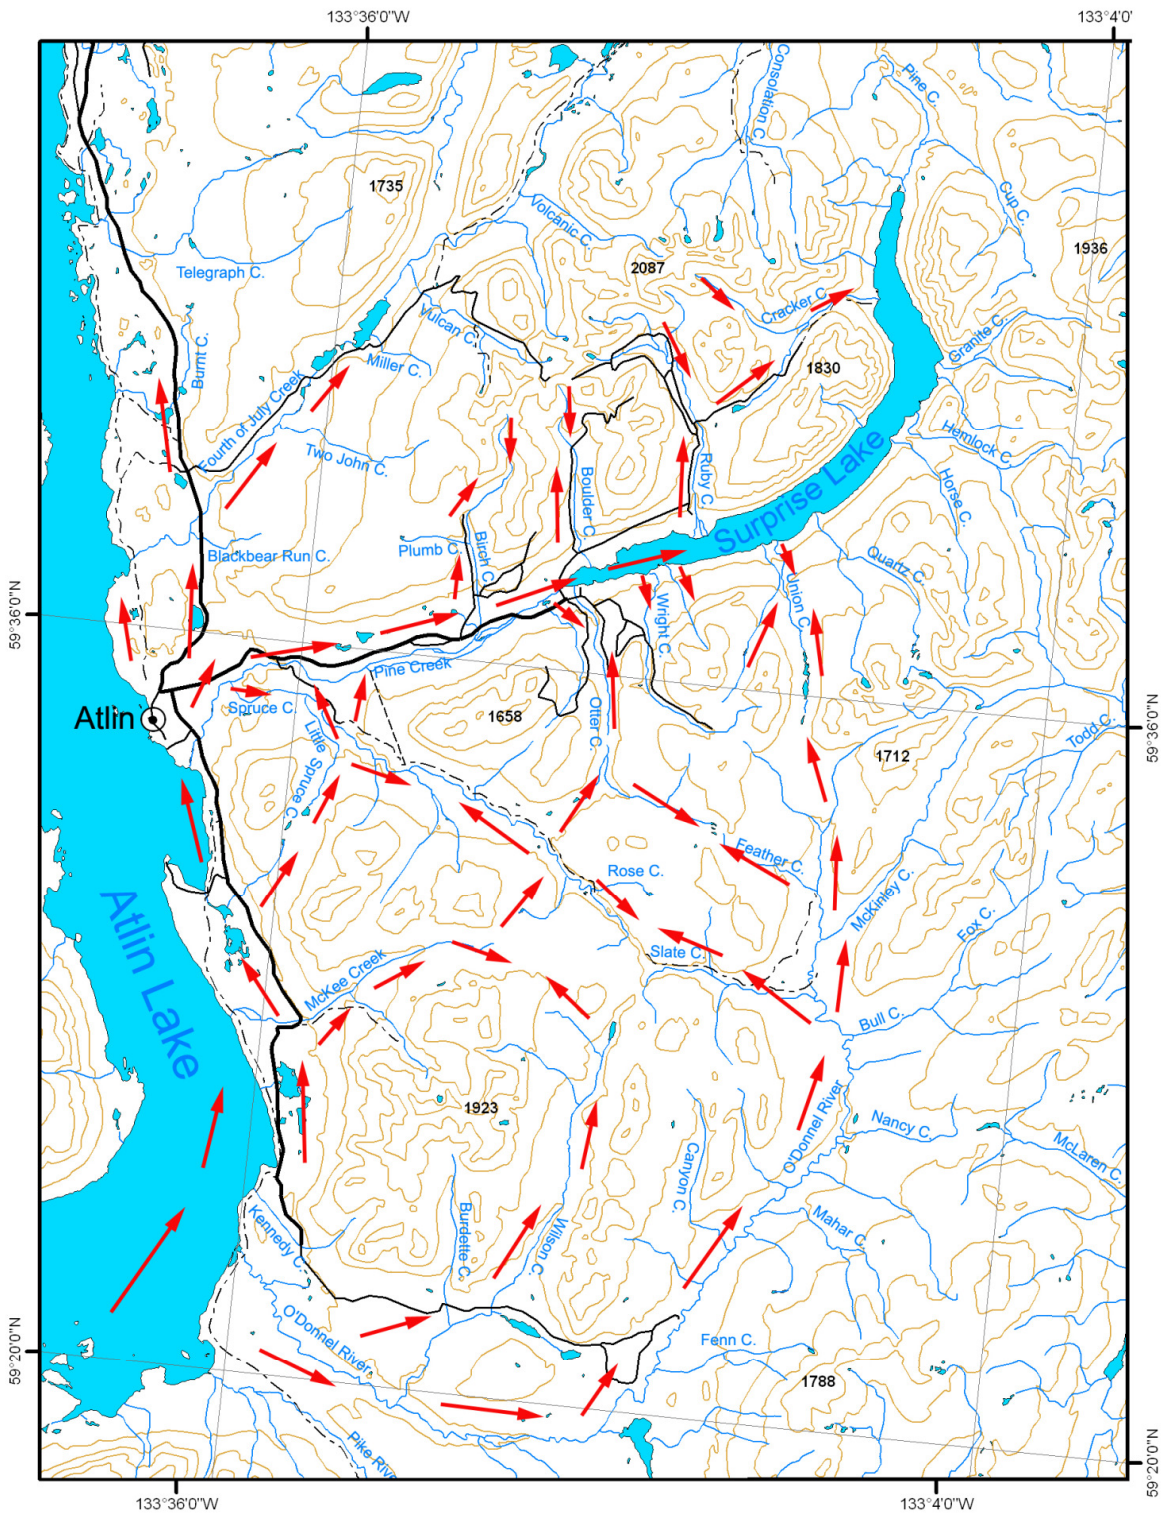 133°36'0"W
133°4'0'
Consolation C.
Pine C.
1735
Cup C.
Volcanic C.
1936
Telegraph C.
2087
Cracker C.
Vulcan C.
Granite C.
Burnt C.
Miller C.
1830
Fourth of July Creek
Two John C.
Hemlock C.
Ruby C.
Boulder C.
Surprise Lake
Horse C.
Plumb C.
Birch C.
Blackbear Run C.
Quartz C.
59°36'0"N
Union C.
Wright C.
Pine Creek
Spruce C.
Atlin
1658
Otter C.
Little Spruce C.
Todd C.
59°36'0"N
1712
Feather C.
Rose C.
McKinley C.
Fox C.
Atlin Lake
McKee Creek
Slate C.
Bull C.
1923
O'Donnel River
Nancy C.
McLaren C.
Canyon C.
Kennedy C.
Burdette C.
Wilson C.
Mahar C.
O'Donnel River
59°20'0"N
Fenn C.
1788
Pike Rive
59°20'0"N
133°36'0"W
133°4'0"W